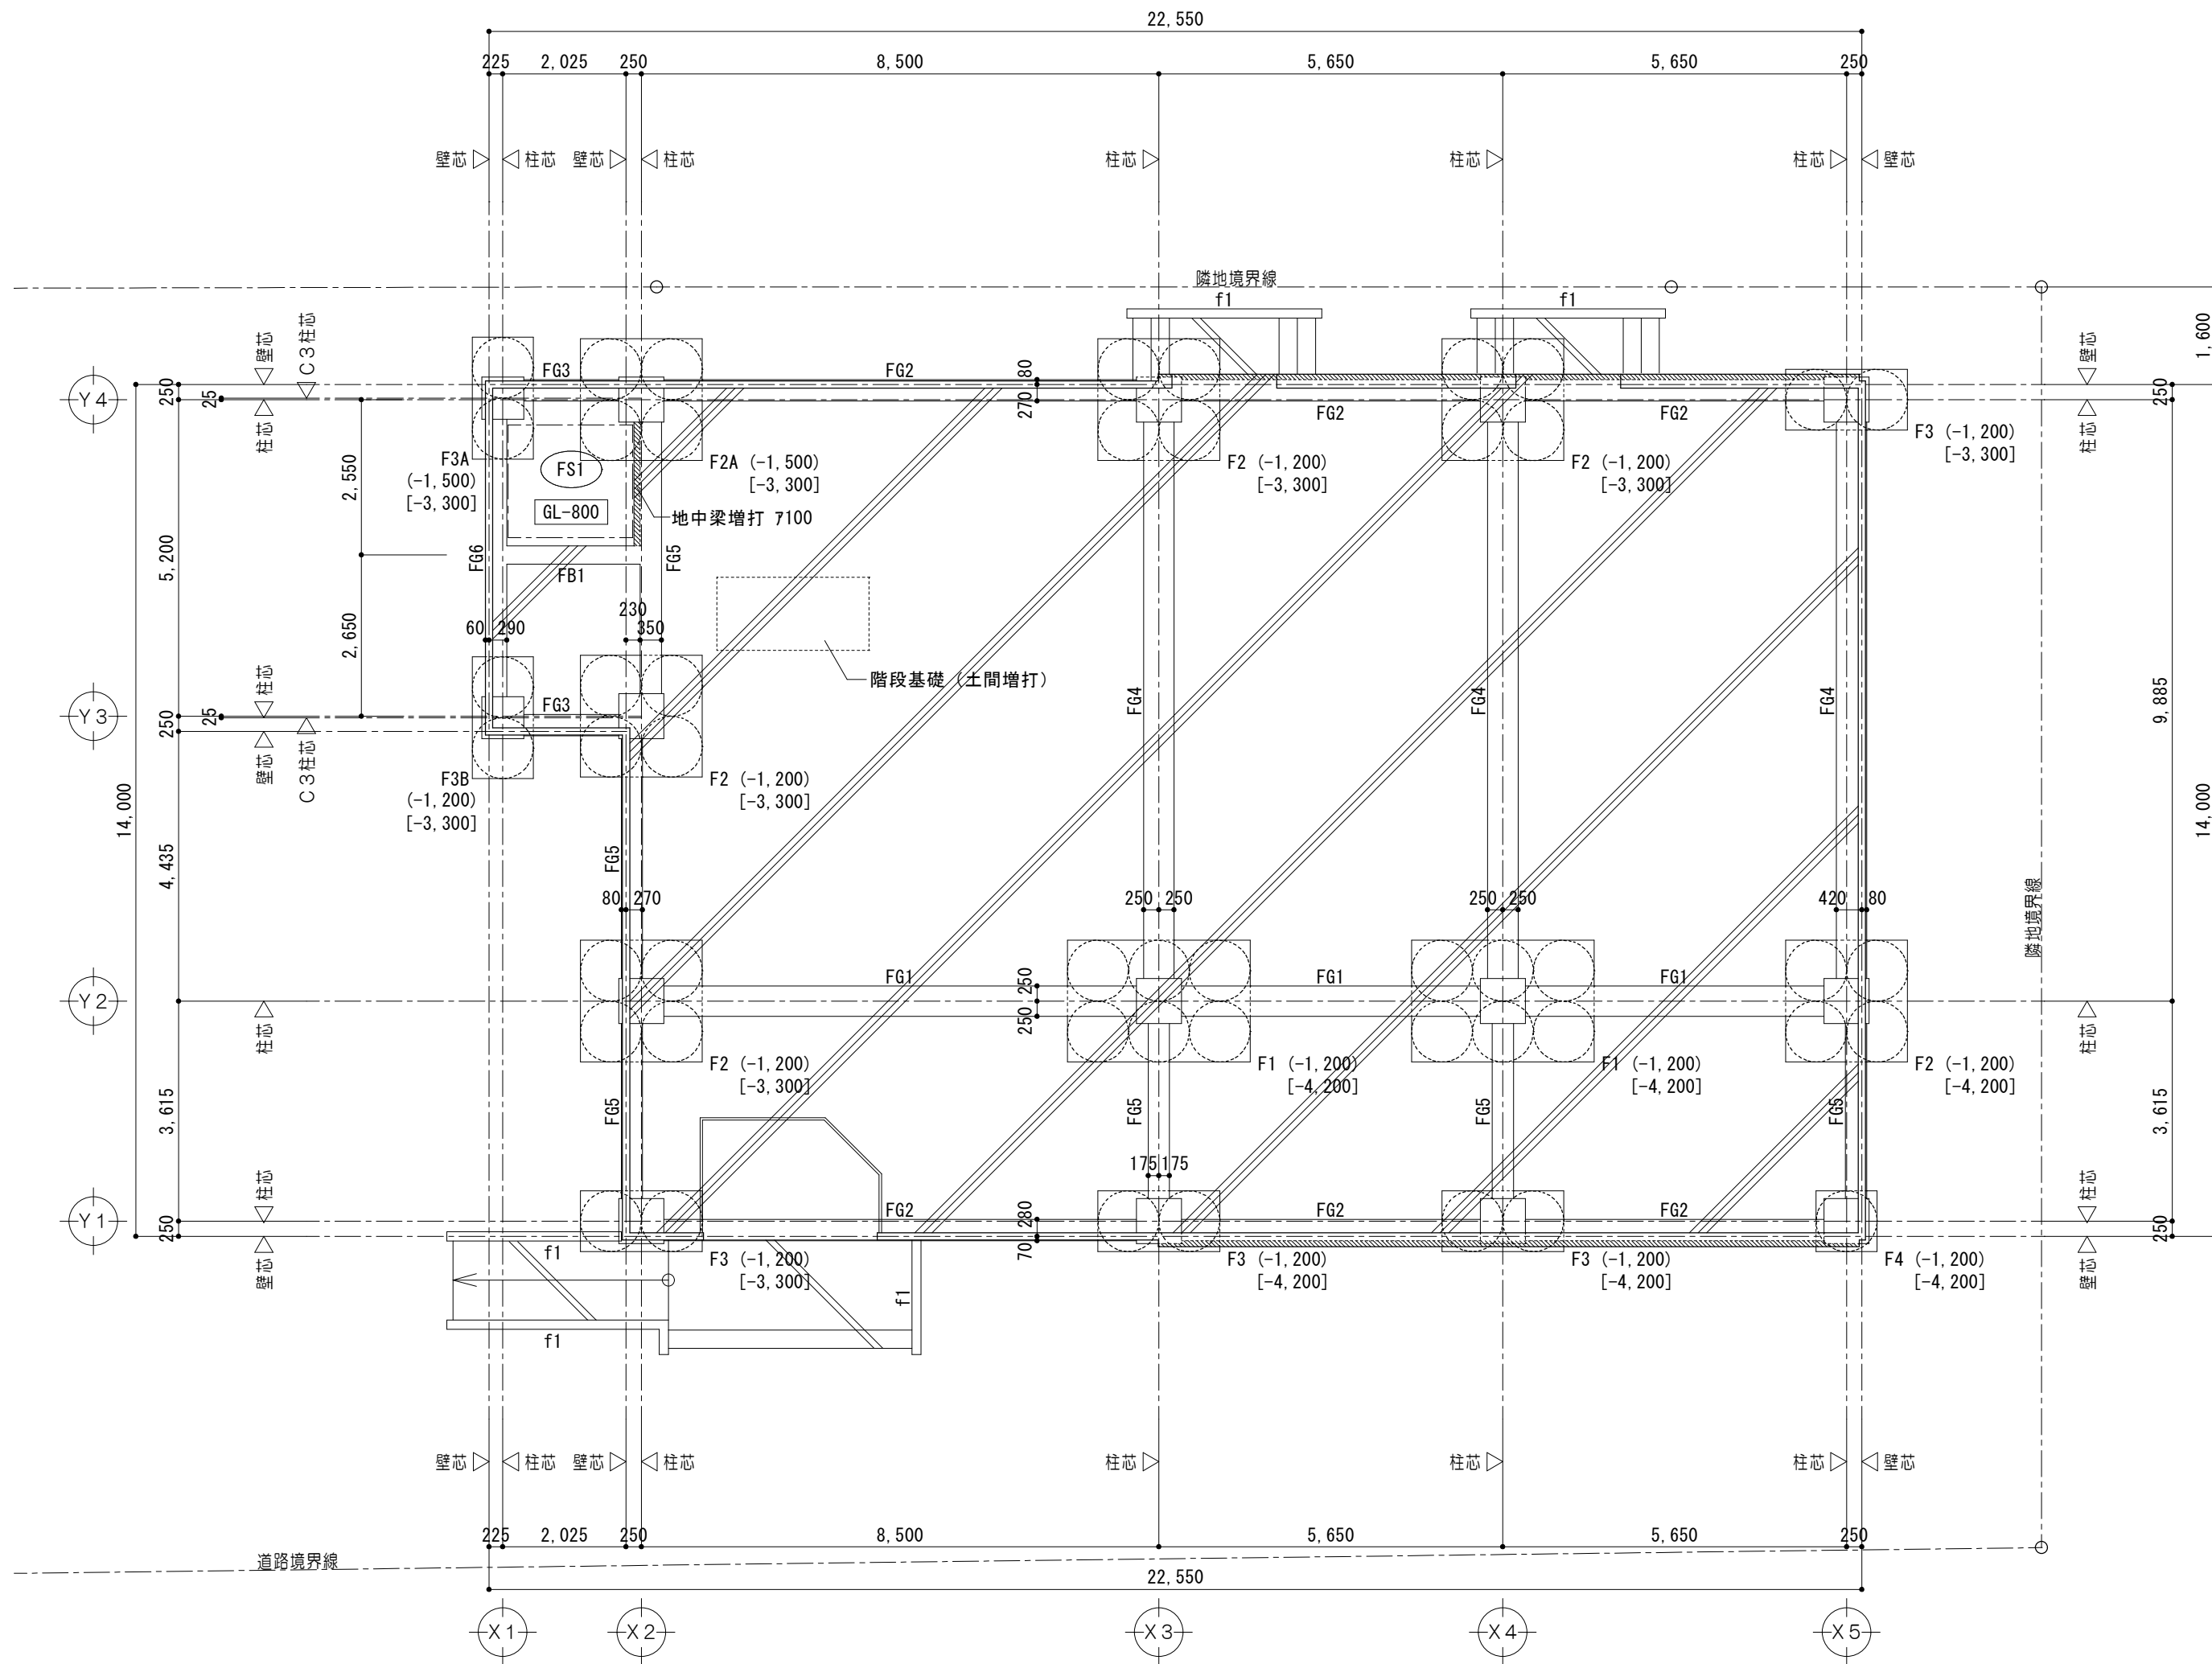 22,550
225 2,025 250 8,500 5,650 5,650 250
壁芯 柱芯 壁芯 柱芯 柱芯 柱芯 柱芯 壁芯
隣地境界線
f1 f1
1,600
壁芯 C3柱芯 壁芯
FG3 FG2 80
Y4 250 25 270 FG2 FG2 250
柱芯 柱芯
F3A
(-1,500)
[-3,300]
F2A (-1,500)
[-3,300]
F2 (-1,200)
[-3,300]
F2 (-1,200)
[-3,300]
F3 (-1,200)
[-3,300]
FS1
GL-800
地中梁増打 ｱ100
2,550
5,200
FG6 FG5
FB1
230
60 290 350
2,650
階段基礎（土間増打）
柱芯
Y3 250 25 FG3
壁芯 C3柱芯
FG4 FG4 FG4
9,885
F3B
(-1,200)
[-3,300]
F2 (-1,200)
[-3,300]
14,000 14,000
4,435
FG5
80 270 250 250 250 250 420 80
隣地境界線
FG1 250 FG1 FG1
Y2 250
柱芯 柱芯
F2 (-1,200)
[-3,300]
F1 (-1,200)
[-4,200]
F1 (-1,200)
[-4,200]
F2 (-1,200)
[-4,200]
3,615 FG5 FG5 FG5 FG5 3,615
175 175
柱芯 柱芯
Y1 250 FG2 280 FG2 FG2 250
70
壁芯 壁芯
f1
F3 (-1,200)
[-3,300]
F3 (-1,200)
[-4,200]
F3 (-1,200)
[-4,200]
F4 (-1,200)
[-4,200]
f1
f1
壁芯 柱芯 壁芯 柱芯 柱芯 柱芯 柱芯 壁芯
225 2,025 250 8,500 5,650 5,650 250
道路境界線
22,550
X1 X2 X3 X4 X5